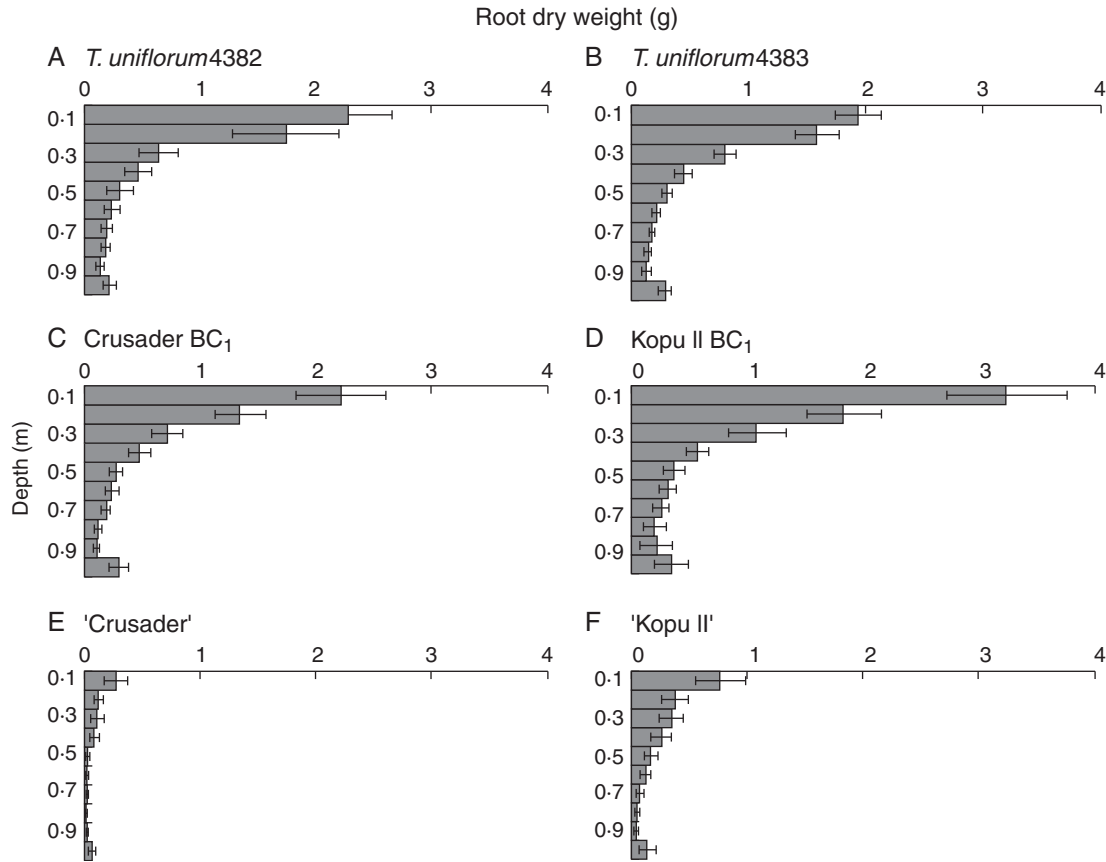 Root dry weight (g)
A T. uniflorum4382
0 1 2 3 4
0·1
0·3
0·5
0·7
0·9
B T. uniflorum4383
0 1 2 3 4
0·1
0·3
0·5
0·7
0·9
C Crusader BC1
0 1 2 3 4
0·1
0·3
0·5
0·7
0·9
D Kopu II BC1
0 1 2 3 4
0·1
0·3
0·5
0·7
0·9
Depth (m)
E 'Crusader'
0 1 2 3 4
0·1
0·3
0·5
0·7
0·9
F 'Kopu II'
0 1 2 3 4
0·1
0·3
0·5
0·7
0·9